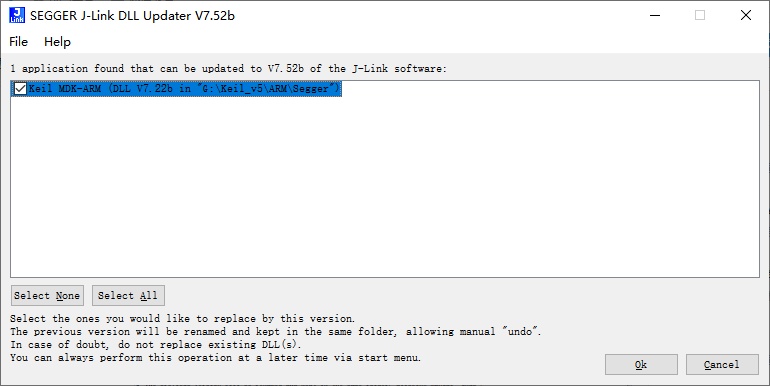 J
Link
SEGGER J-Link DLL Updater V7.52b
File Help
1 application found that can be updated to V7.52b of the J-Link software:
Keil MDK-ARM (DLL V7.22b in "G:\Keil_v5\ARM\Segger")
Select None Select All
Select the ones you would like to replace by this version.
The previous version will be renamed and kept in the same folder, allowing manual "undo".
In case of doubt, do not replace existing DLL(s).
You can always perform this operation at a later time via start menu.
Ok Cancel